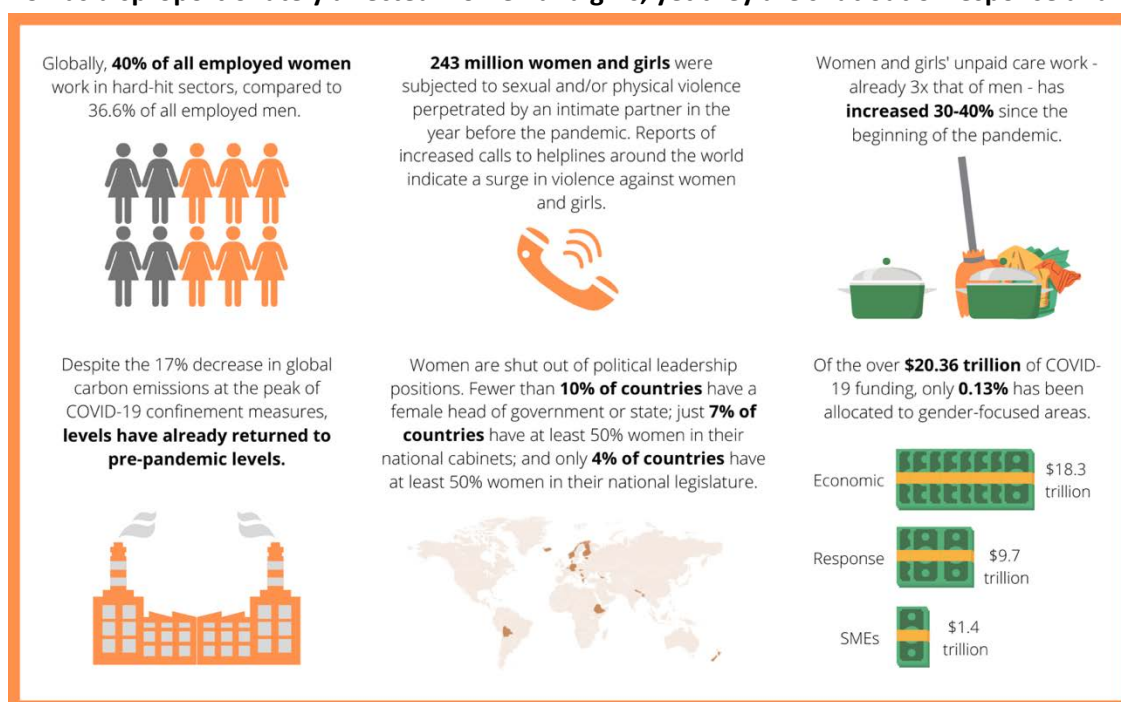 Globally, 40% of all employed women
work in hard-hit sectors, compared to
36.6% of all employed men.
243 million women and girls were
subjected to sexual and/or physical violence
perpetrated by an intimate partner in the
year before the pandemic. Reports of
increased calls to helplines around the world
indicate a surge in violence against women
and girls.
Women and girls' unpaid care work -
already 3x that of men - has
increased 30-40% since the
beginning of the pandemic.
Despite the 17% decrease in global
carbon emissions at the peak of
COVID-19 confinement measures,
levels have already returned to
pre-pandemic levels.
Women are shut out of political leadership
positions. Fewer than 10% of countries have a
female head of government or state; just 7% of
countries have at least 50% women in their
national cabinets; and only 4% of countries have
at least 50% women in their national legislature.
Of the over $20.36 trillion of COVID-
19 funding, only 0.13% has been
allocated to gender-focused areas.
Economic
$18.3
trillion
Response
$9.7
trillion
SMEs
$1.4
trillion